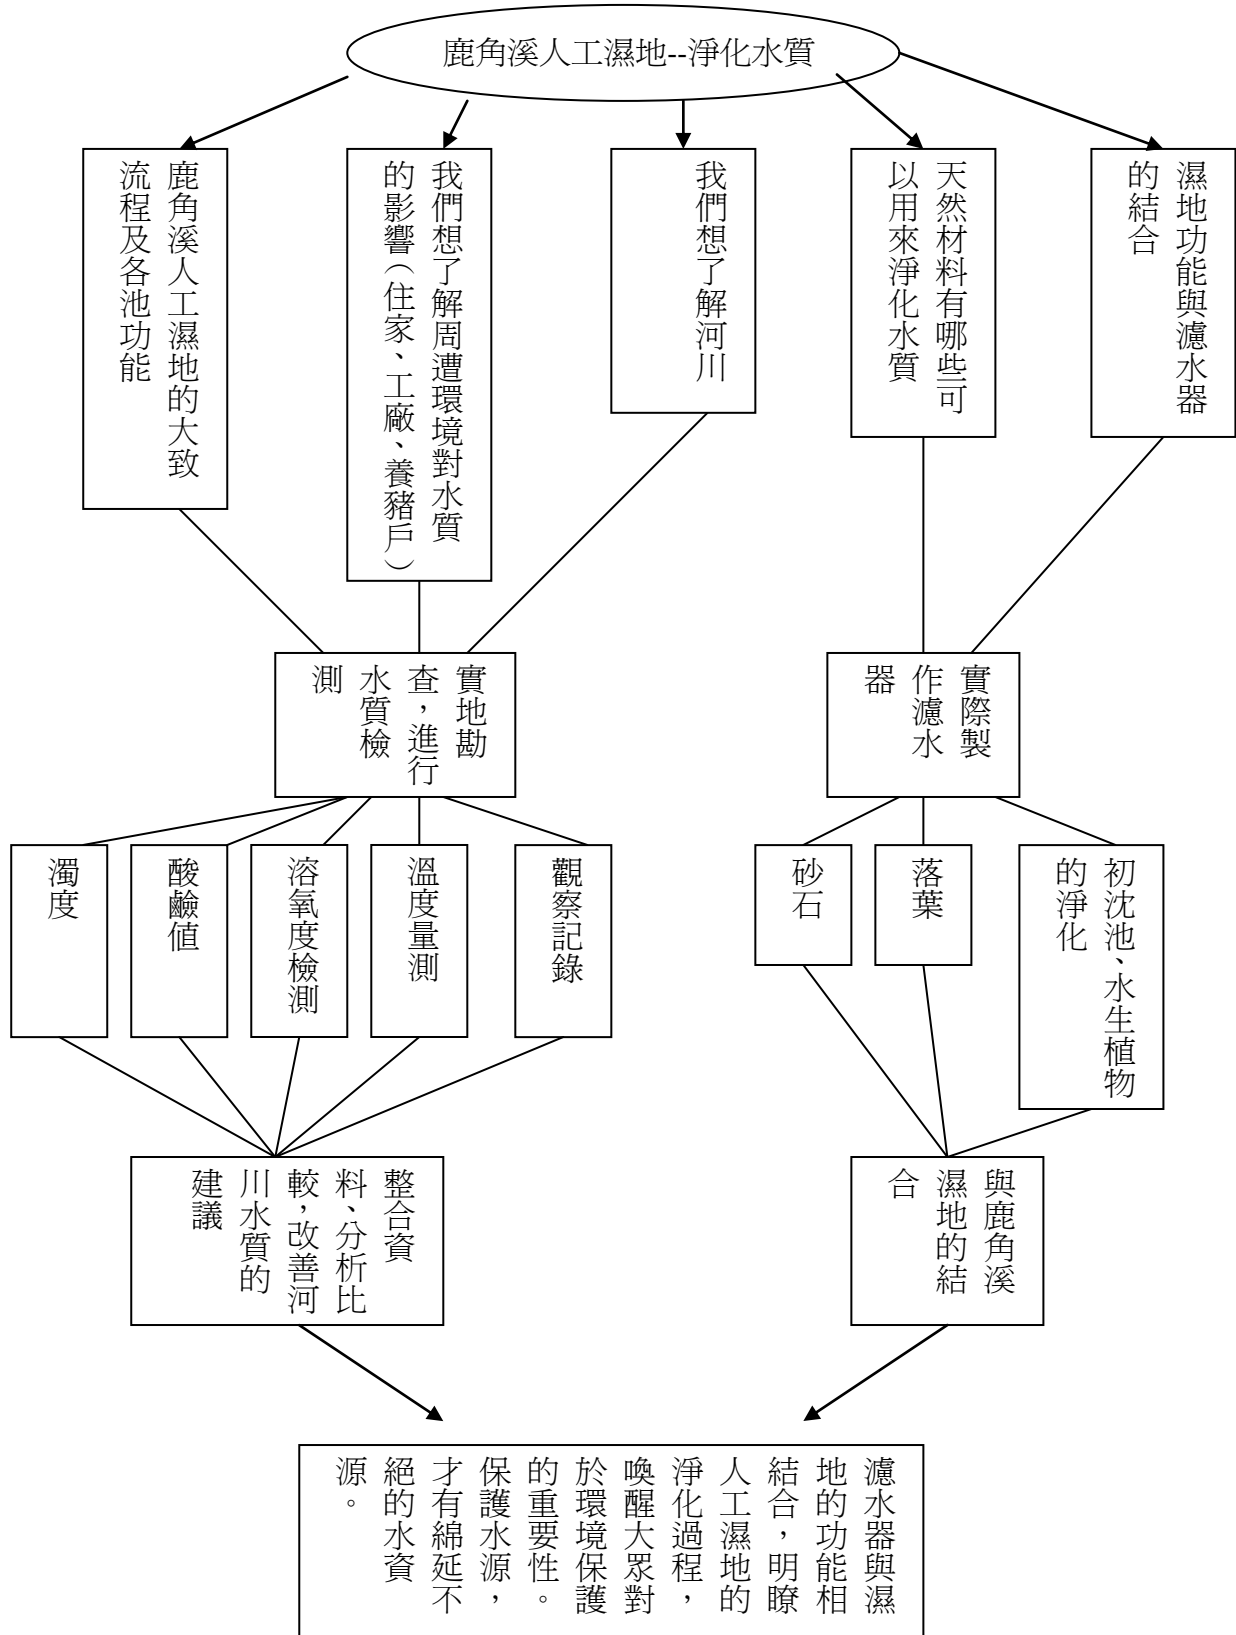 鹿角溪人工濕地--淨化水質
鹿角溪人工濕地的大致
流程及各池功能
我們想了解周遭環境對水質
的影響（住家、工廠、養豬戶）
我們想了解河川
天然材料有哪些可
以用來淨化水質
濕地功能與濾水器
的結合
實地勘
查，進行
水質檢
測
實際製
作濾水
器
濁度
酸鹼值
溶氧度檢測
溫度量測
觀察記錄
砂石
落葉
初沈池、水生植物
的淨化
整合資
料、分析比
較，改善河
川水質的
建議
與鹿角溪
濕地的結
合
濾水器與濕
地的功能相
結合，明瞭
人工濕地的
淨化過程，
喚醒大眾對
於環境保護
的重要性。
保護水源，
才有綿延不
絕的水資
源。